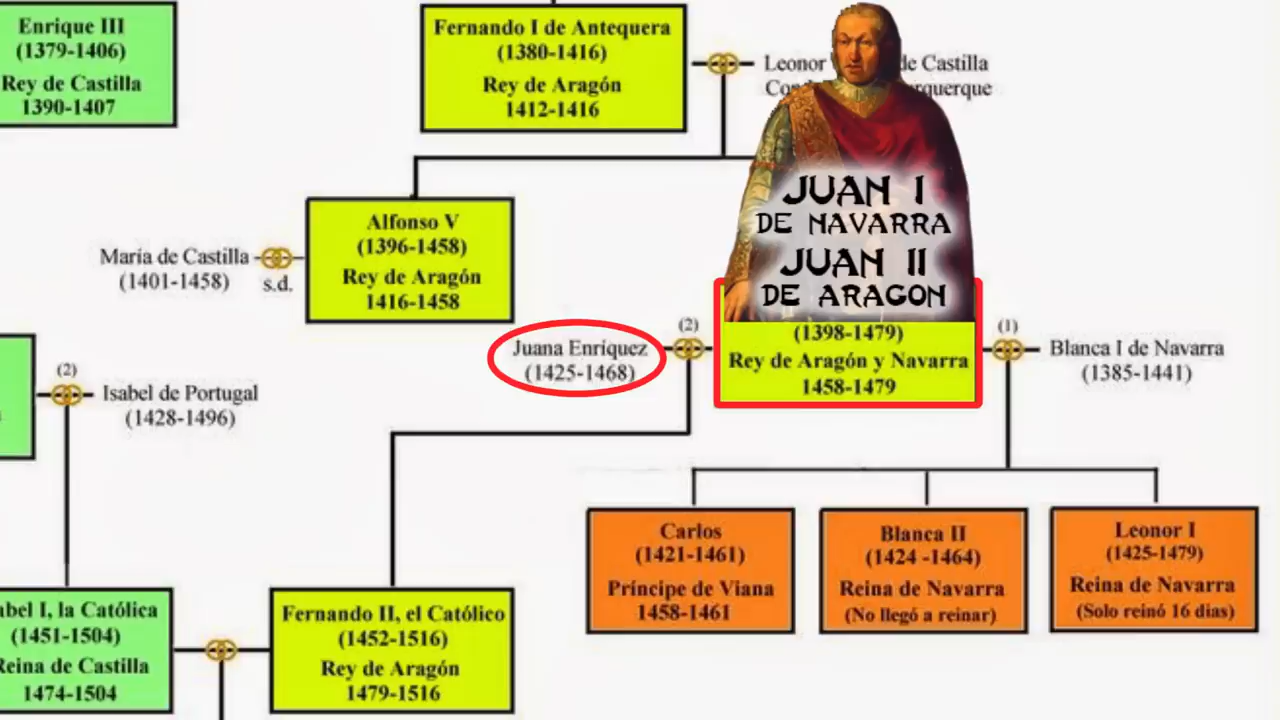 Enrique III
(1379-1406)
Rey de Castilla
1390-1407
Fernando I de Antequera
(1380-1416)
Rey de Aragón
1412-1416
Leonor de Castilla
María de Castilla
(1401-1458)
s.d.
Alfonso V
(1396-1458)
Rey de Aragón
1416-1458
JUAN I
DE NAVARRA
JUAN II
DE ARAGON
(1398-1479)
Rey de Aragón y Navarra
1458-1479
Juana Enríquez
(1425-1468)
(2)
(1)
Blanca I de Navarra
(1385-1441)
(2)
Isabel de Portugal
(1428-1496)
Carlos
(1421-1461)
Príncipe de Viana
1458-1461
Blanca II
(1424 -1464)
Reina de Navarra
(No llegó a reinar)
Leonor I
(1425-1479)
Reina de Navarra
(Solo reinó 16 dias)
abel I, la Católica
(1451-1504)
Reina de Castilla
1474-1504
Fernando II, el Católico
(1452-1516)
Rey de Aragón
1479-1516